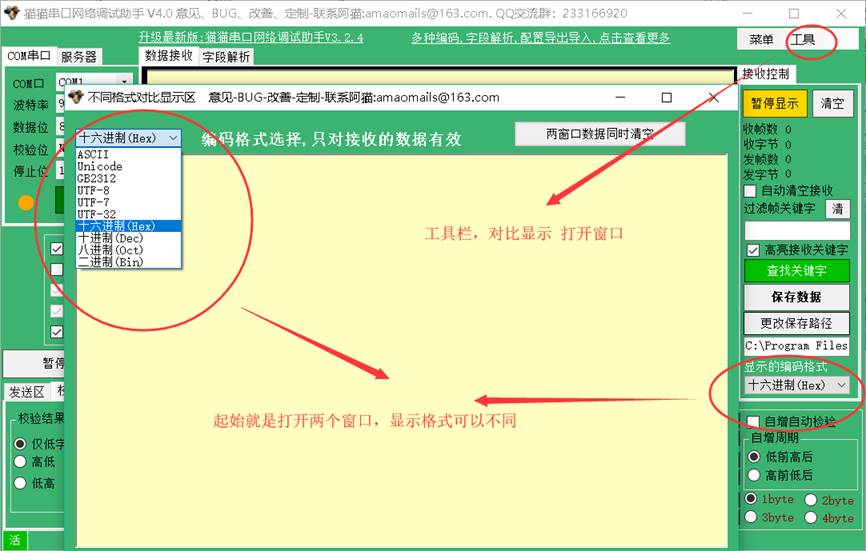 猫猫串口网络调试助手 V4.0 意见、BUG、改善、定制-联系阿猫:amaomails@163.com. QQ交流群: 233166920
升级最新版:猫猫串口网络调试助手V3.2.4
多种编码,字段解析,配置导出导入,点击查看更多
菜单
工具
COM串口
服务器
数据接收
字段解析
接收控制
COM口
COM1
波特率
9
数据位
8
校验位
N
停止位
1
不同格式对比显示区
意见-BUG-改善-定制-联系阿猫:amaomails@163.com
十六进制(Hex)
编码格式选择,只对接收的数据有效
两窗口数据同时清空
ASCII
Unicode
GB2312
UTF-8
UTF-7
UTF-32
十六进制(Hex)
十进制(Dec)
八进制(Oct)
二进制(Bin)
工具栏，对比显示 打开窗口
起始就是打开两个窗口，显示格式可以不同
暂停显示
清空
收帧数 0
收字节 0
发帧数 0
发字节 0
自动清空接收
过滤帧关键字
清
高亮接收关键字
查找关键字
保存数据
更改保存路径
C:\Program Files
显示的编码格式
十六进制(Hex)
自增自动检验
自增周期
低前高后
高前低后
1byte
2byte
3byte
4byte
暂停
发送区
校验结果
仅低字
高低
低高
活